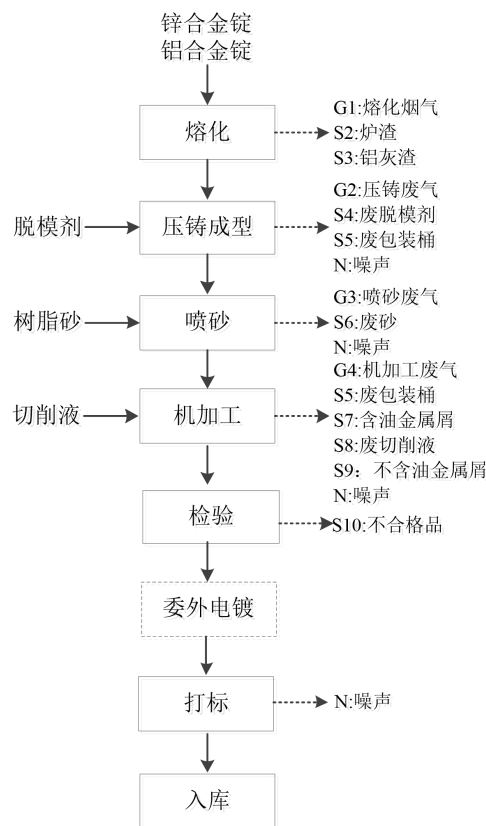 锌合金锭
铝合金锭
熔化
G1:熔化烟气
S2:炉渣
S3:铝灰渣
脱模剂
压铸成型
G2:压铸废气
S4:废脱模剂
S5:废包装桶
N:噪声
树脂砂
喷砂
G3:喷砂废气
S6:废砂
N:噪声
切削液
机加工
G4:机加工废气
S5:废包装桶
S7:含油金属屑
S8:废切削液
S9：不含油金属屑
N:噪声
检验
S10:不合格品
委外电镀
打标
N:噪声
入库